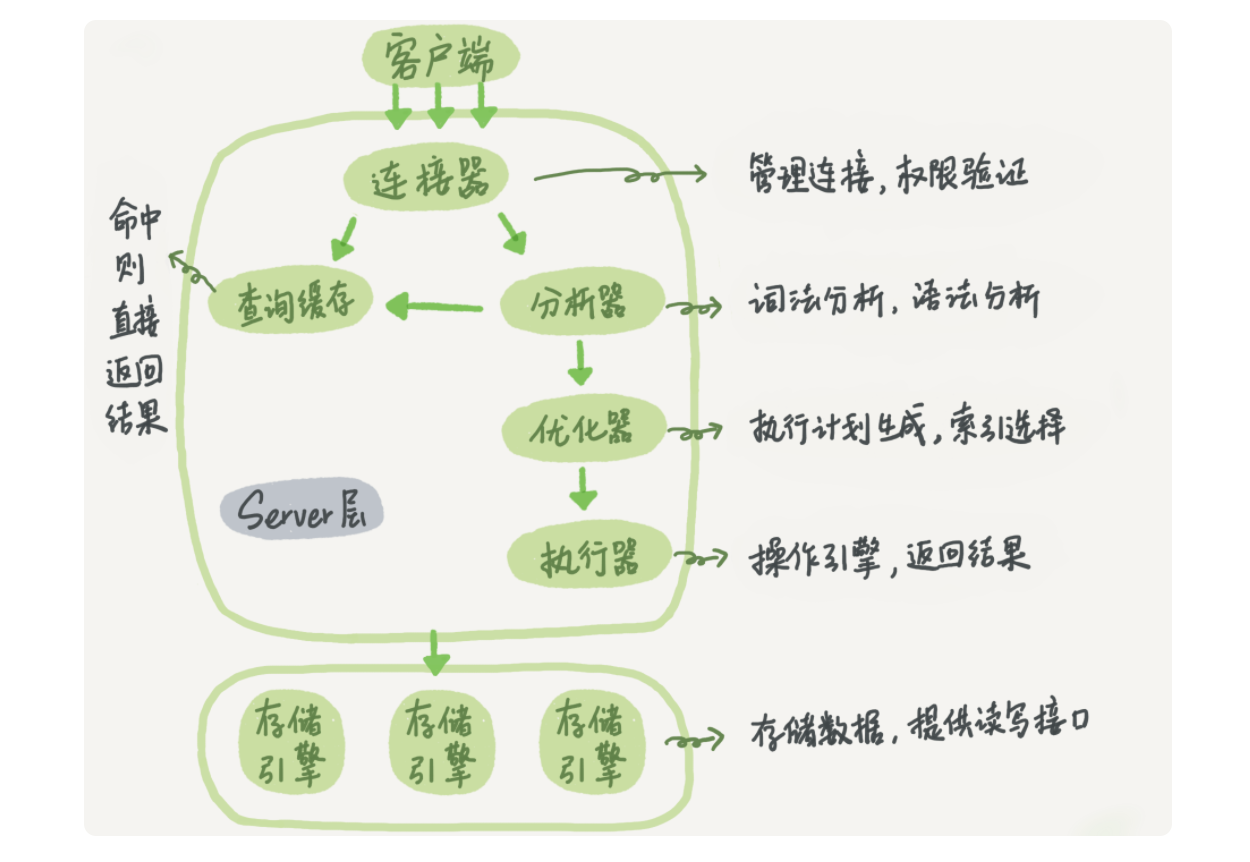 客户端
连接器
管理连接，权限验证
命中
则
直接
返回
结果
查询缓存
分析器
词法分析，语法分析
优化器
执行计划生成，索引选择
Server层
执行器
操作引擎，返回结果
存储
引擎
存储
引擎
存储
引擎
存储数据，提供读写接口